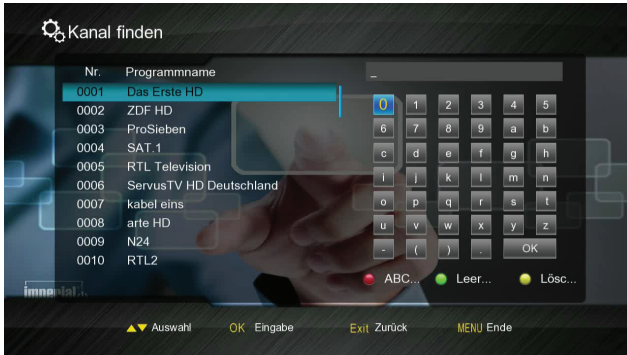 Kanal finden
Nr. Programmname
0001 Das Erste HD
0002 ZDF HD
0003 ProSieben
0004 SAT.1
0005 RTL Television
0006 ServusTV HD Deutschland
0007 kabel eins
0008 arte HD
0009 N24
0010 RTL2
_
0 1 2 3 4 5
6 7 8 9 a b
c d e f g h
i j k l m n
o p q r s t
u v w x y z
- ( ) . OK
ABC... Leer... Lösc...
imperial
▲▼ Auswahl OK Eingabe Exit Zurück MENU Ende